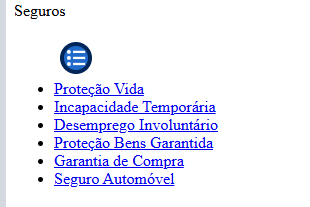 Seguros
Proteção Vida
Incapacidade Temporária
Desemprego Involuntário
Proteção Bens Garantida
Garantia de Compra
Seguro Automóvel